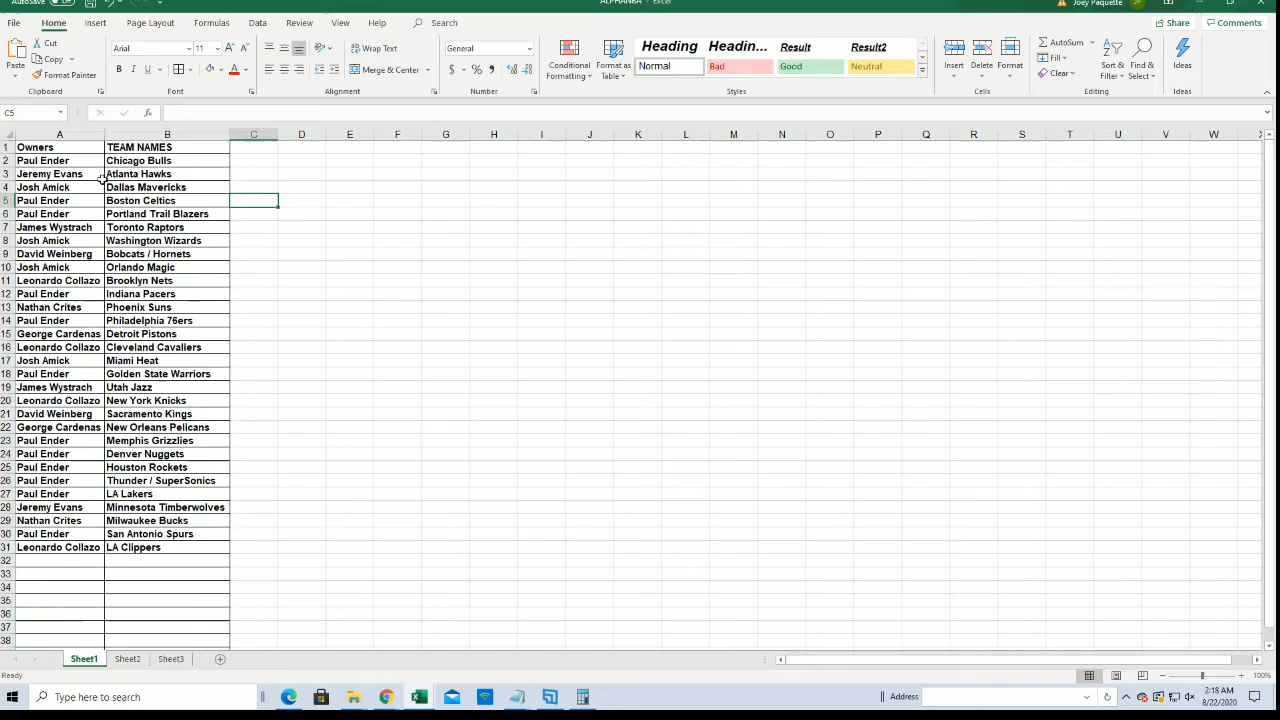 ALPHANBA - Excel
Joey Paquette
JP
File Home Insert Page Layout Formulas Data Review View Help Search
Share Comments
Paste
Cut
Copy
Format Painter
Clipboard
Arial 11
B I U
Font
Wrap Text
Merge & Center
Alignment
General
$ %
Number
Conditional Formatting
Format as Table
Heading Headin... Result Result2
Normal Bad Good Neutral
Styles
Insert Delete Format
Cells
AutoSum
Fill
Clear
Sort & Filter
Find & Select
Editing
Ideas
Ideas
C5 fx
A B C D E F G H I J K L M N O P Q R S T U V W X
1 Owners TEAM NAMES
2 Paul Ender Chicago Bulls
3 Jeremy Evans Atlanta Hawks
4 Josh Amick Dallas Mavericks
5 Paul Ender Boston Celtics
6 Paul Ender Portland Trail Blazers
7 James Wystrach Toronto Raptors
8 Josh Amick Washington Wizards
9 David Weinberg Bobcats / Hornets
10 Josh Amick Orlando Magic
11 Leonardo Collazo Brooklyn Nets
12 Paul Ender Indiana Pacers
13 Nathan Crites Phoenix Suns
14 Paul Ender Philadelphia 76ers
15 George Cardenas Detroit Pistons
16 Leonardo Collazo Cleveland Cavaliers
17 Josh Amick Miami Heat
18 Paul Ender Golden State Warriors
19 James Wystrach Utah Jazz
20 Leonardo Collazo New York Knicks
21 David Weinberg Sacramento Kings
22 George Cardenas New Orleans Pelicans
23 Paul Ender Memphis Grizzlies
24 Paul Ender Denver Nuggets
25 Paul Ender Houston Rockets
26 Paul Ender Thunder / SuperSonics
27 Paul Ender LA Lakers
28 Jeremy Evans Minnesota Timberwolves
29 Nathan Crites Milwaukee Bucks
30 Paul Ender San Antonio Spurs
31 Leonardo Collazo LA Clippers
32
33
34
35
36
37
38
Sheet1 Sheet2 Sheet3
Ready
100%
Type here to search
Address
2:18 AM
8/22/2020